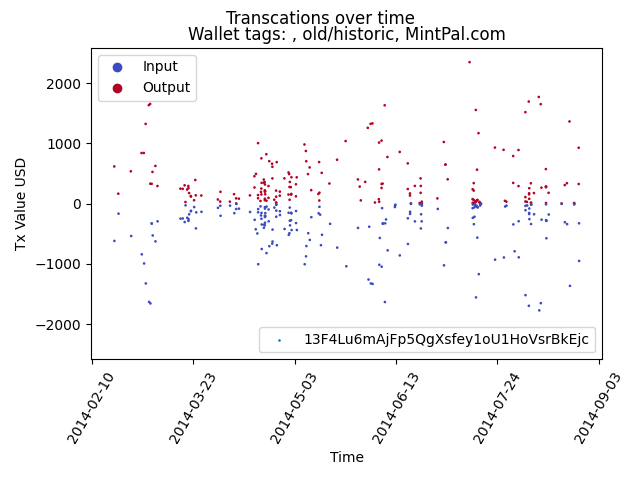 Transcations over time
Wallet tags: , old/historic, MintPal.com
Input
Output
2000
1000
0
−1000
−2000
Tx Value USD
13F4Lu6mAjFp5QgXsfey1oU1HoVsrBkEjc
2014-02-10
2014-03-23
2014-05-03
2014-06-13
2014-07-24
2014-09-03
Time